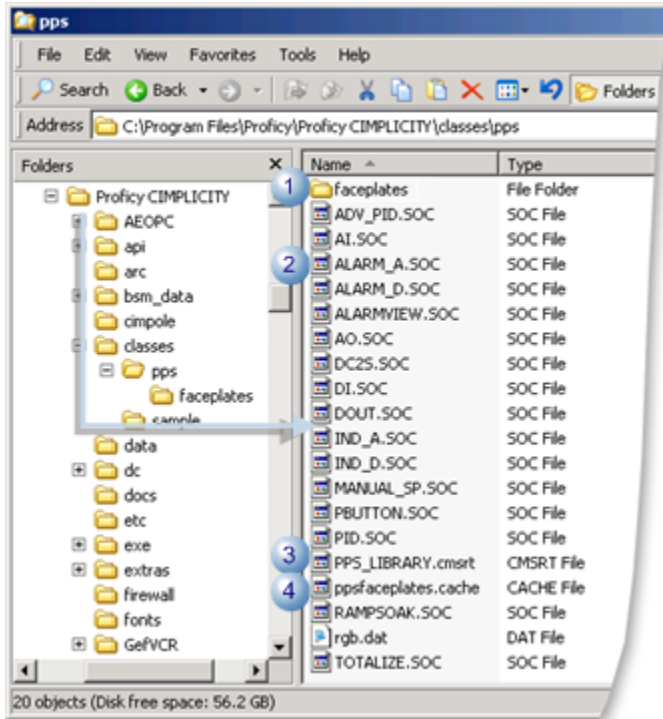 pps
File Edit View Favorites Tools Help
Search Back Folders
Address C:\Program Files\Proficy\Proficy CIMPLICITY\classes\pps
Folders
Proficy CIMPLICITY
AEOPC
api
arc
bsm_data
cimpole
classes
pps
faceplates
sample
data
dc
docs
etc
exe
extras
firewall
fonts
GefVCR
Name Type
1 faceplates File Folder
ADV_PID.SOC SOC File
AI.SOC SOC File
2 ALARM_A.SOC SOC File
ALARM_D.SOC SOC File
ALARMVIEW.SOC SOC File
AO.SOC SOC File
DC2S.SOC SOC File
DI.SOC SOC File
DOUT.SOC SOC File
IND_A.SOC SOC File
IND_D.SOC SOC File
MANUAL_SP.SOC SOC File
PBUTTON.SOC SOC File
PID.SOC SOC File
3 PPS_LIBRARY.cmsrt CMSRT File
4 ppsfaceplates.cache CACHE File
RAMPSOAK.SOC SOC File
rgb.dat DAT File
TOTALIZE.SOC SOC File
20 objects (Disk free space: 56.2 GB)